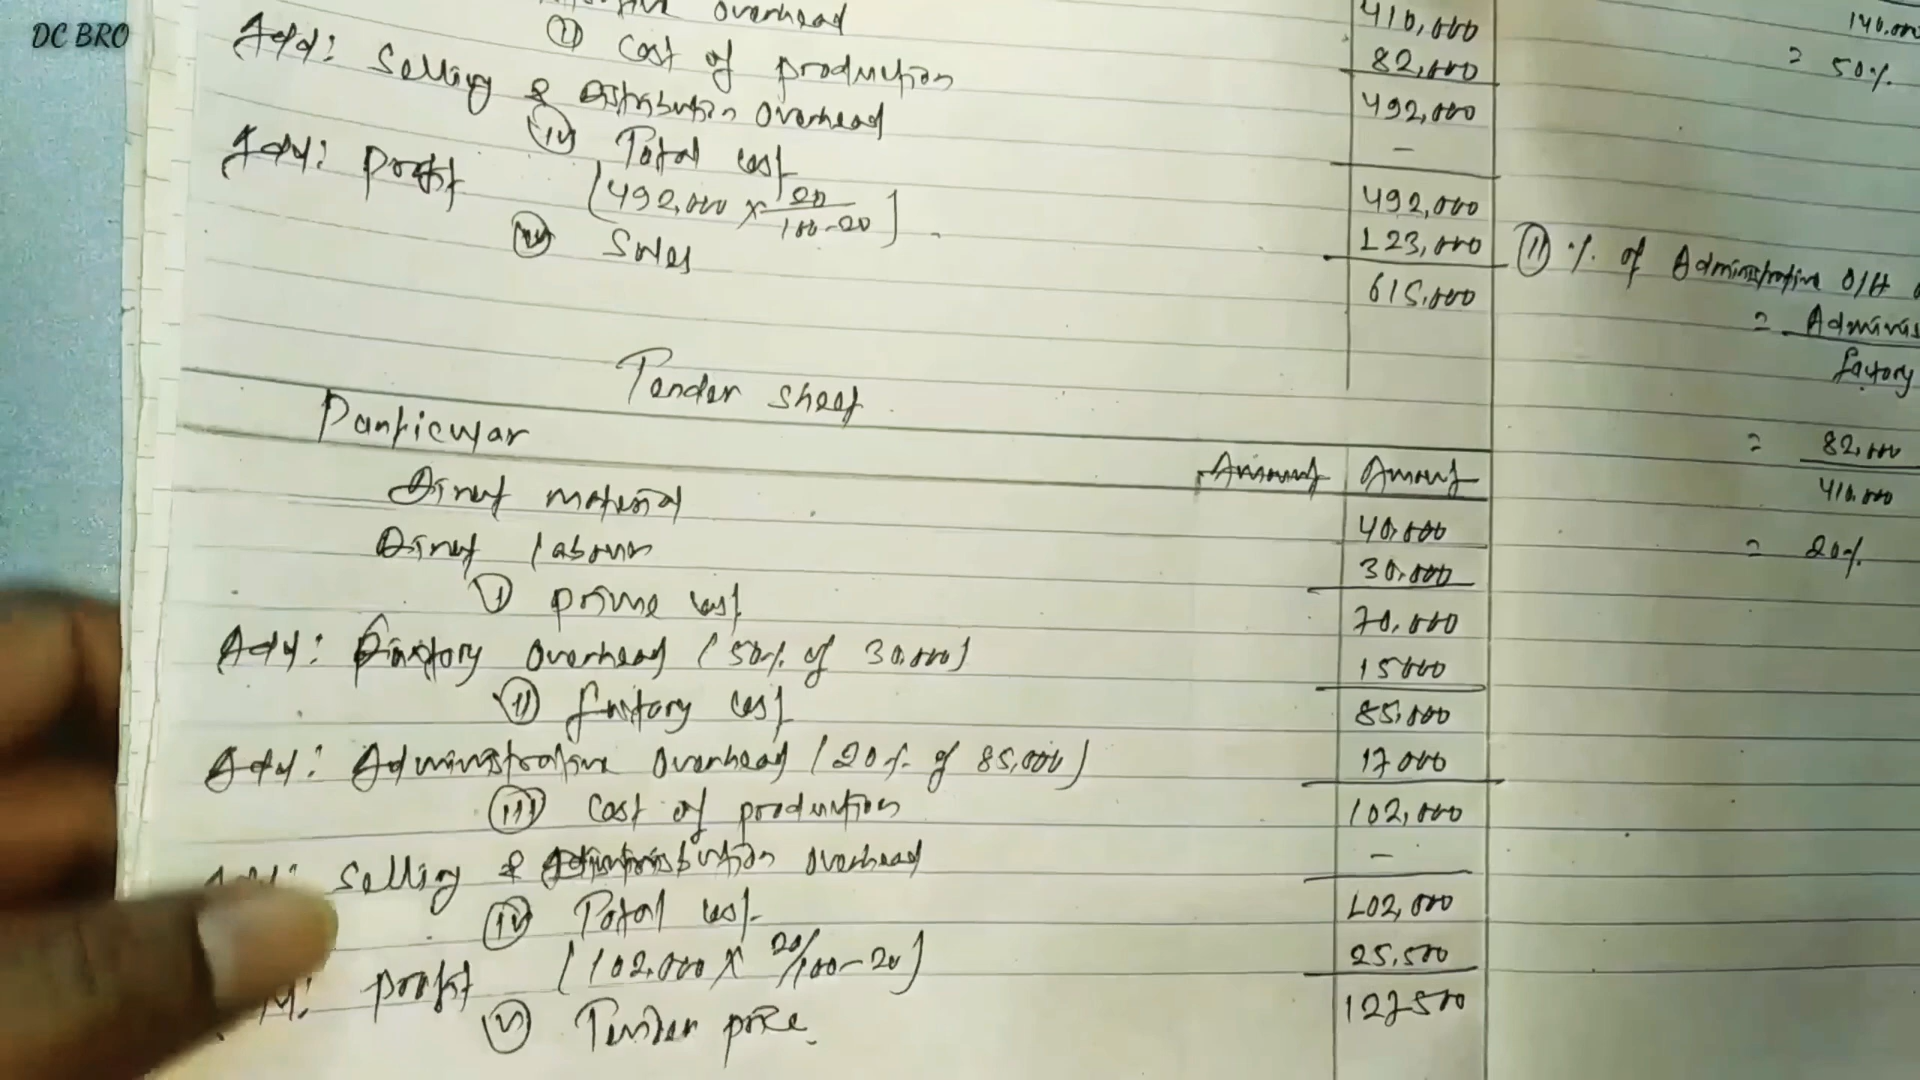 DC BRO
overhead 410,000
(I) cost of production 82,000
Add: Selling & Distribution overhead 492,000
(IV) Total cost –
Add: profit [492,000 x 20/100-20] 492,000
(V) Sales 123,000
615,000
140,000
= 50%
(II) % of Administrative O/H
= Adminis
factory
= 82,000
410,000
= 20%
Tender sheet
Particular Amount Amount
Direct material 40,000
Direct labour 30,000
(I) prime cost 70,000
Add: Factory overhead (50% of 30,000) 15000
(II) factory cost 85,000
Add: Administrative overhead (20% of 85,000) 17000
(III) cost of production 102,000
Selling & overhead –
(IV) Total cost 102,000
profit [102,000 x 20/100-20] 25,500
(V) Tender price. 127500